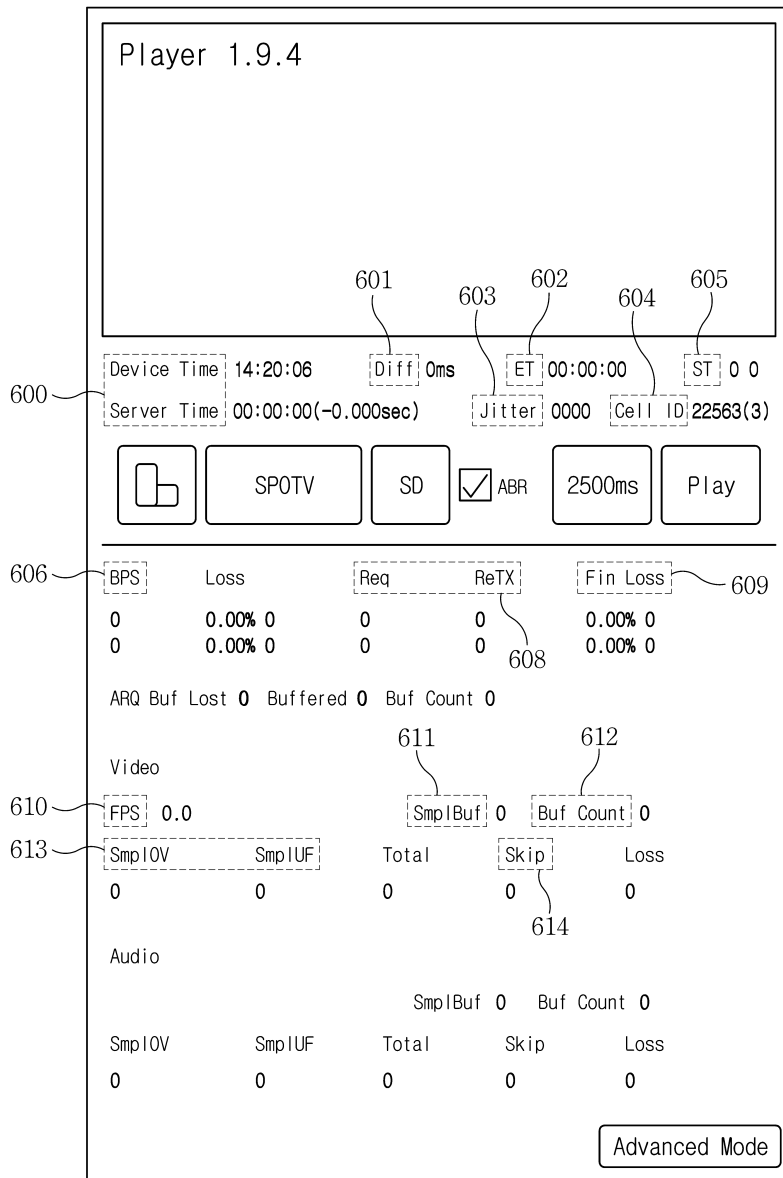 Player 1.9.4
601 602 603 604 605
Device Time 14:20:06 Diff 0ms ET 00:00:00 ST 0 0
600
Server Time 00:00:00(-0.000sec) Jitter 0000 Cell ID 22563(3)
SPOTV SD ABR 2500ms Play
606 BPS Loss Req ReTX Fin Loss 609
0 0.00% 0 0 0 0.00% 0
0 0.00% 0 0 0 0.00% 0
608
ARQ Buf Lost 0 Buffered 0 Buf Count 0
611 612
Video
610 FPS 0.0 SmplBuf 0 Buf Count 0
613 SmplOV SmplUF Total Skip Loss
0 0 0 0 0
614
Audio
SmplBuf 0 Buf Count 0
SmplOV SmplUF Total Skip Loss
0 0 0 0 0
Advanced Mode